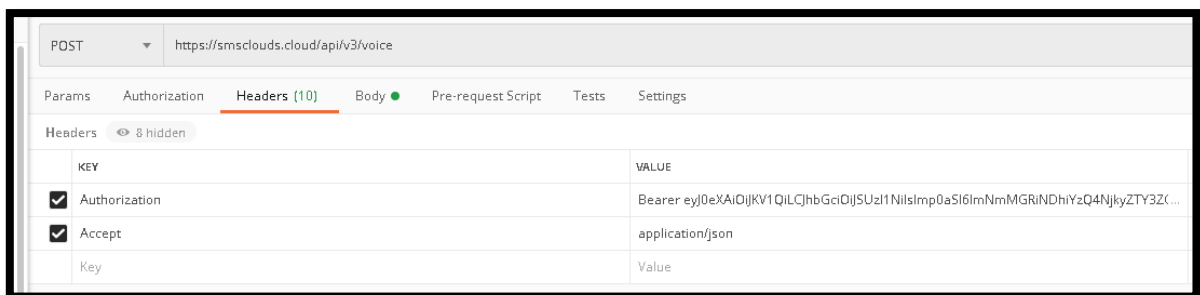 POST https://smsclouds.cloud/api/v3/voice
Params Authorization Headers (10) Body Pre-request Script Tests Settings
Headers 8 hidden
KEY VALUE
Authorization Bearer
Accept application/json
Key Value